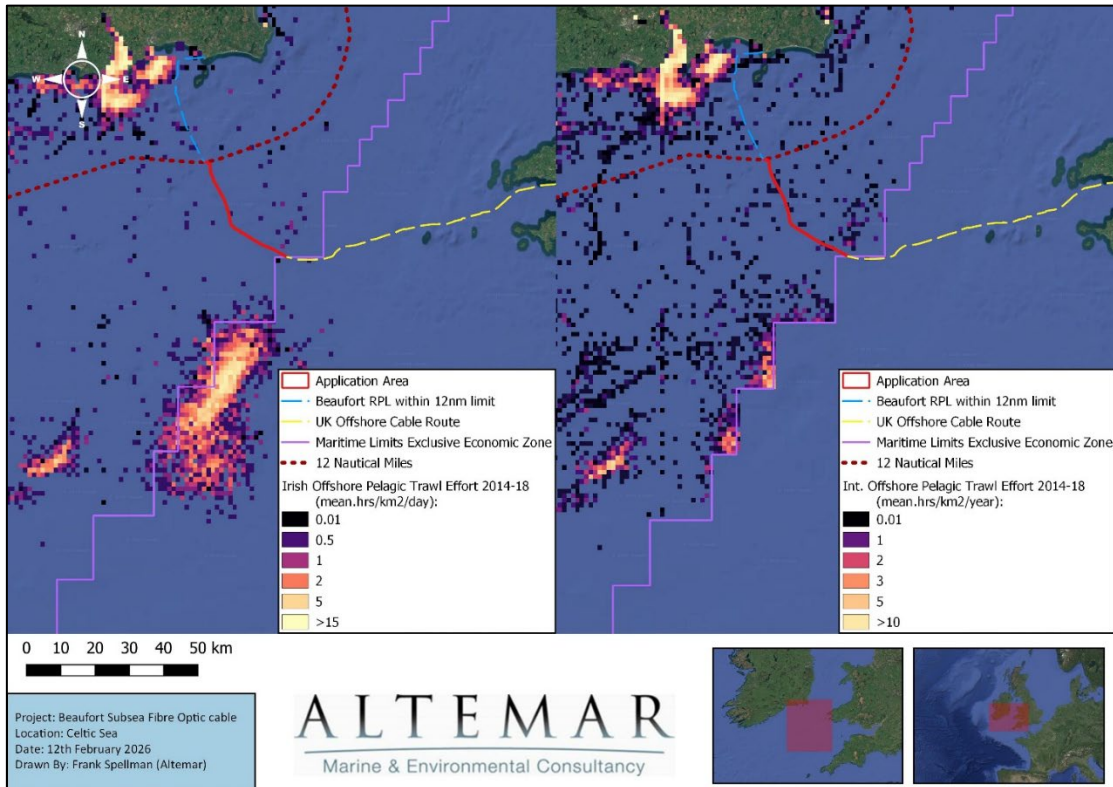 N
W E
S
Application Area
Beaufort RPL within 12nm limit
UK Offshore Cable Route
Maritime Limits Exclusive Economic Zone
12 Nautical Miles
Irish Offshore Pelagic Trawl Effort 2014-18
(mean.hrs/km2/day):
0.01
0.5
1
2
5
>15
Application Area
Beaufort RPL within 12nm limit
UK Offshore Cable Route
Maritime Limits Exclusive Economic Zone
12 Nautical Miles
Int. Offshore Pelagic Trawl Effort 2014-18
(mean.hrs/km2/year):
0.01
1
2
3
5
>10
0 10 20 30 40 50 km
Project: Beaufort Subsea Fibre Optic cable
Location: Celtic Sea
Date: 12th February 2026
Drawn By: Frank Spellman (Altemar)
ALTEMAR
Marine & Environmental Consultancy